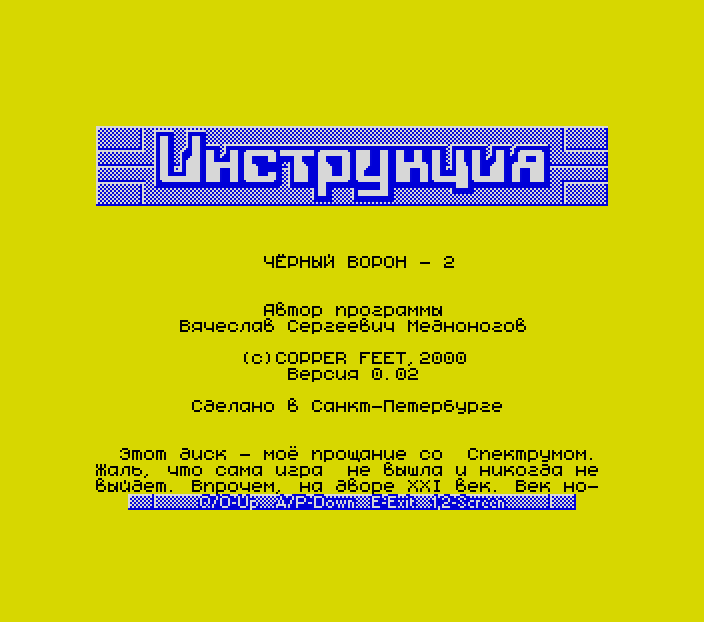 Инструкция
ЧЁРНЫЙ ВОРОН - 2
Автор программы
Вячеслав Сергеевич Медноногов
(c)COPPER FEET,2000
Версия 0.02
Сделано в Санкт-Петербурге
Этот диск - моё прощание со Спектрумом.
Жаль, что сама игра не вышла и никогда не
выйдет. Впрочем, на дворе XXI век. Век но-
Q/O-Up A/P-Down E-Exit 1,2-Screen